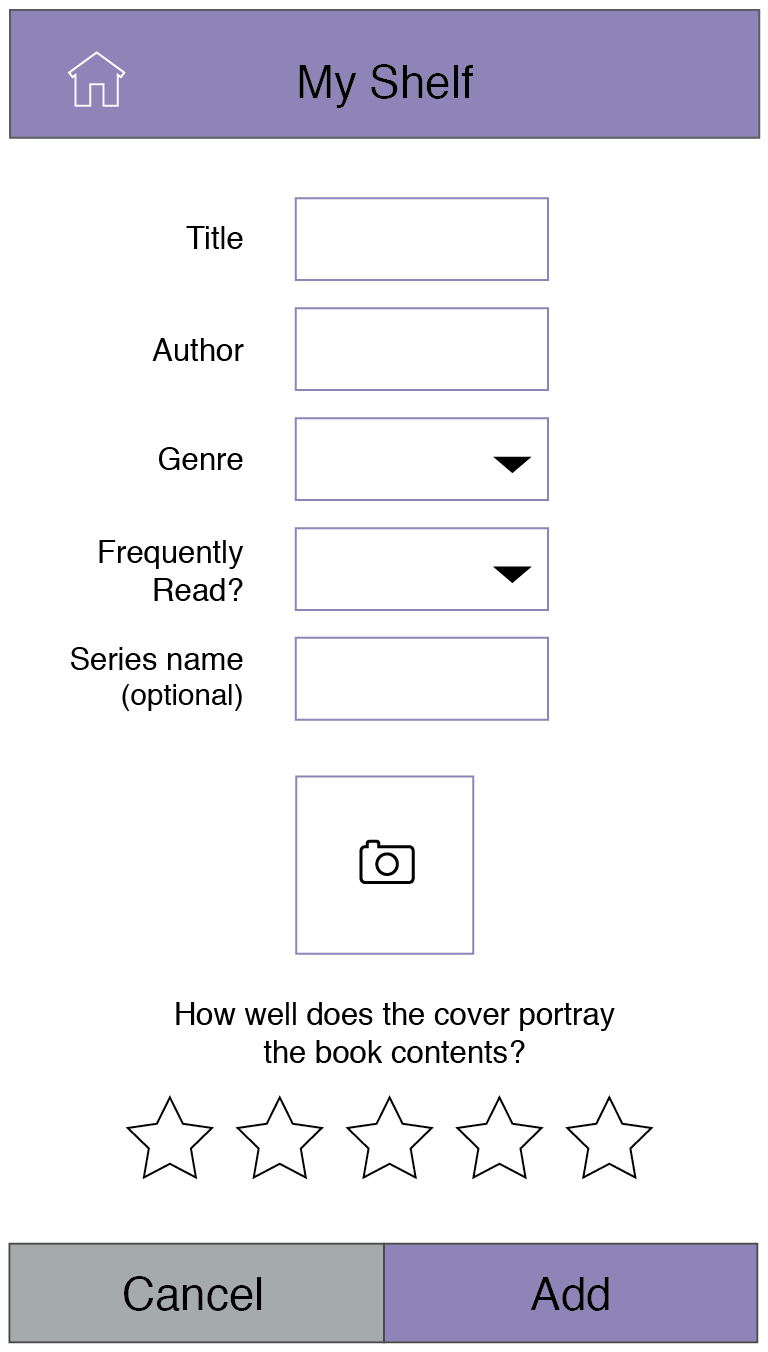 My Shelf
Title
Author
Genre
Frequently
Read?
Series name
(optional)
How well does the cover portray
the book contents?
Cancel
Add